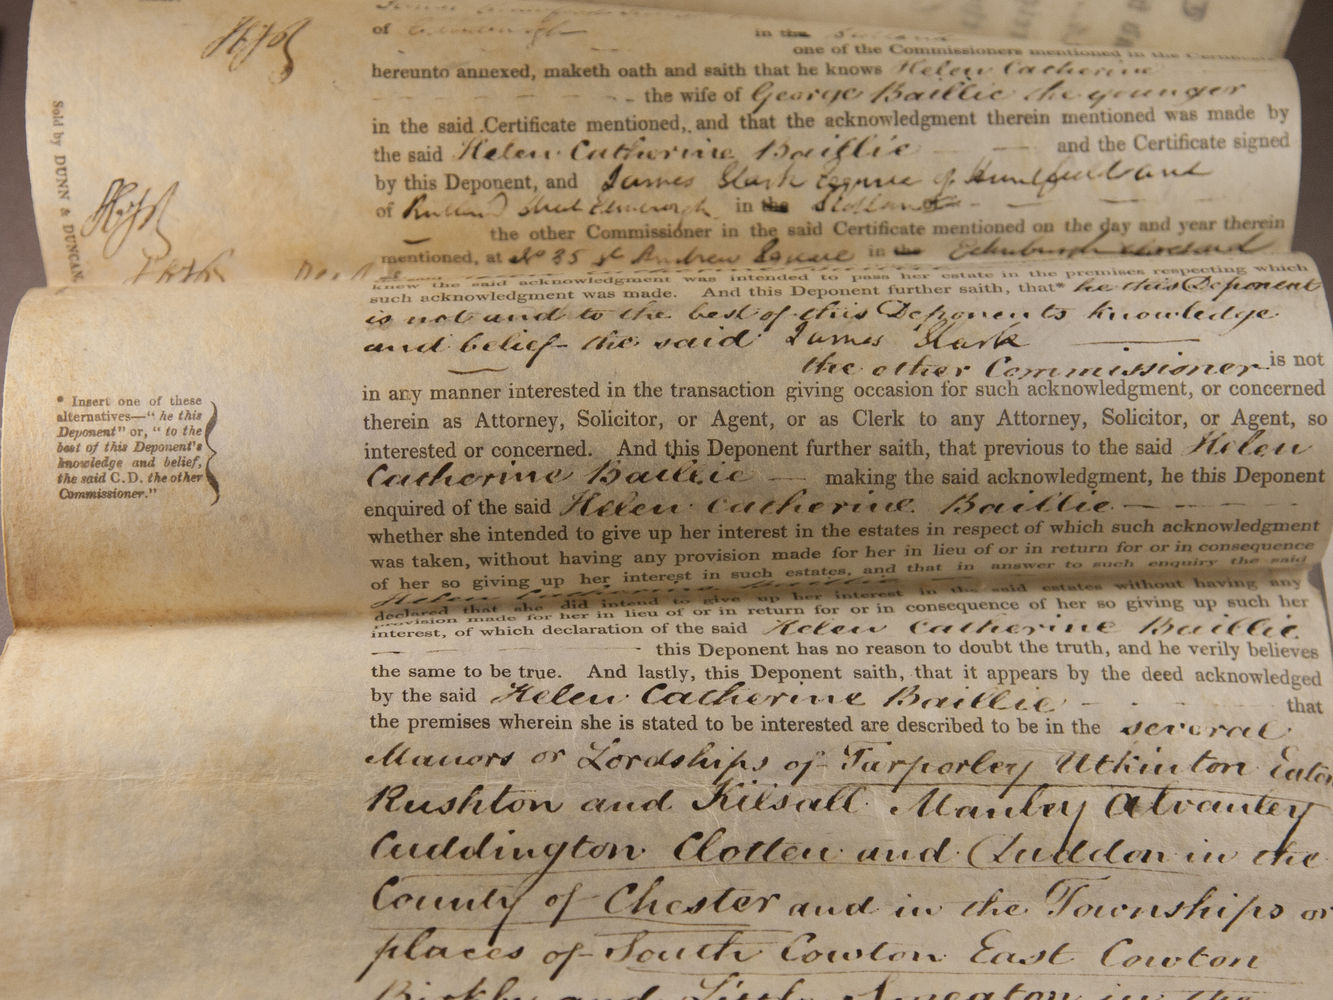 of in the
one of the Commissioners mentioned in the
hereunto annexed, maketh oath and saith that he knows Helen Catherine
the wife of George Baillie the younger
in the said Certificate mentioned, and that the acknowledgment therein mentioned was made by
the said Helen Catherine Baillie and the Certificate signed
by this Deponent, and James Stark Esquire of Huntfield and
of Rutland Street Edinburgh in the Scotland
the other Commissioner in the said Certificate mentioned on the day and year therein
mentioned, at No 35 St Andrew Square in the Edinburgh aforesaid
knew the said acknowledgment was intended to pass her estate in the premises respecting which
such acknowledgment was made. And this Deponent further saith, that* he this Deponent
is not and to the best of this Deponents knowledge
and belief the said James Stark
the other Commissioner is not
in any manner interested in the transaction giving occasion for such acknowledgment, or concerned
therein as Attorney, Solicitor, or Agent, or as Clerk to any Attorney, Solicitor, or Agent, so
interested or concerned. And this Deponent further saith, that previous to the said Helen
Catherine Baillie making the said acknowledgment, he this Deponent
enquired of the said Helen Catherine Baillie
whether she intended to give up her interest in the estates in respect of which such acknowledgment
was taken, without having any provision made for her in lieu of or in return for or in consequence
of her so giving up her interest in such estates, and that in answer to such enquiry the said
Helen Catherine Baillie
declared that she did intend to give up her interest in the said estates without having any
provision made for her in lieu of or in return for or in consequence of her so giving up such her
interest, of which declaration of the said Helen Catherine Baillie
this Deponent has no reason to doubt the truth, and he verily believes
the same to be true. And lastly, this Deponent saith, that it appears by the deed acknowledged
by the said Helen Catherine Baillie that
the premises wherein she is stated to be interested are described to be in the several
Manors or Lordships of Tarporley Utkinton Eaton
Rushton and Kilsall Manley Alvanley
Cuddington Clotten and Duddon in the
County of Chester and in the Townships or
places of South Cowton East Cowton
Birkby and Little Smeaton in the
Sold by DUNN & DUNCAN
* Insert one of these
alternatives—"he this
Deponent" or, "to the
best of this Deponent's
knowledge and belief,
the said C.D. the other
Commissioner."